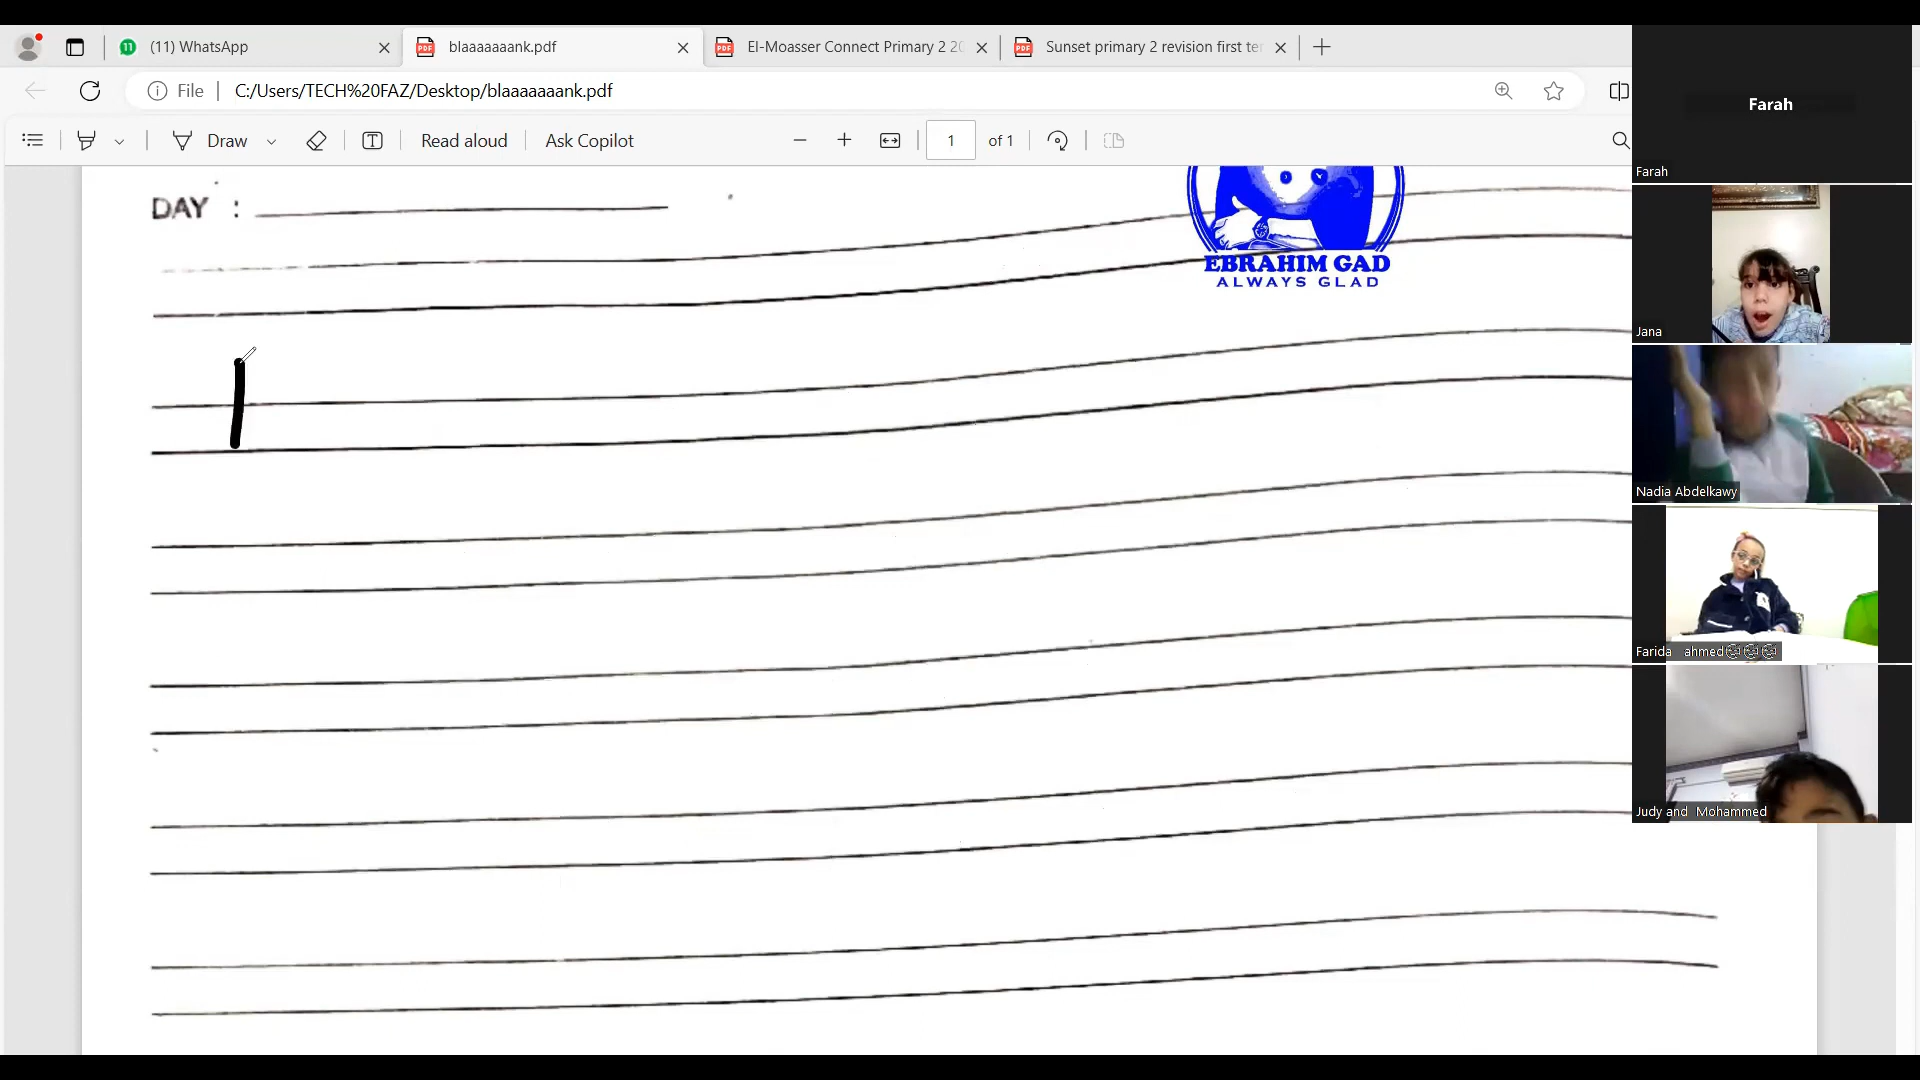 (11) WhatsApp
blaaaaaaank.pdf
El-Moasser Connect Primary 2 20
Sunset primary 2 revision first ter
File
C:/Users/TECH%20FAZ/Desktop/blaaaaaaank.pdf
Draw
Read aloud
Ask Copilot
1
of 1
DAY :
EBRAHIM GAD
ALWAYS GLAD
Farah
Farah
Jana
Nadia Abdelkawy
Farida ahmed
Judy and Mohammed